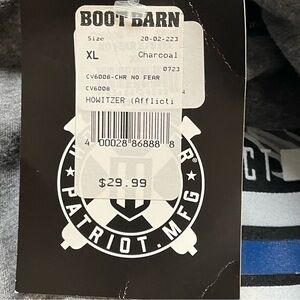 BOOT BARN
Size 20-02-223
XL Charcoal
0723
CV6008-CHR NO FEAR
CV6008
HOWITZER (Afflicti
4 00028 86888 8
$29.99
PATRIOT.MFG
CT